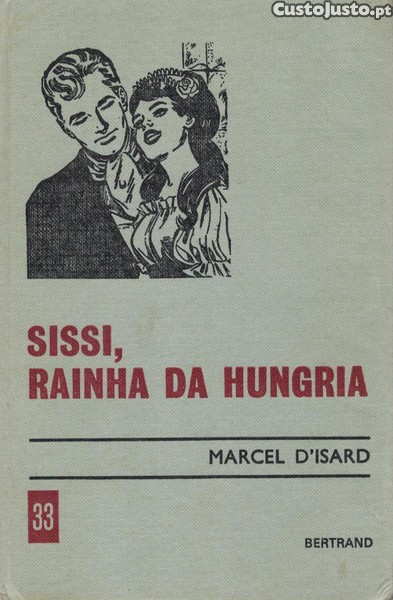 CustoJusto.pt
SISSI,
RAINHA DA HUNGRIA
MARCEL D'ISARD
33
BERTRAND